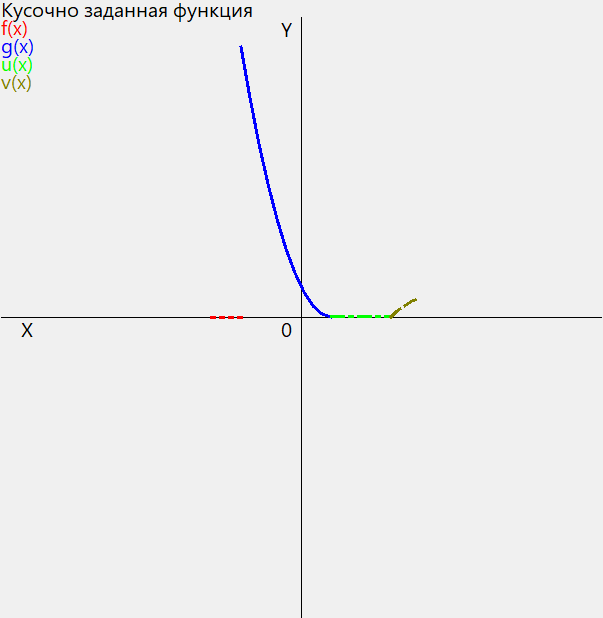 Кусочно заданная функция
f(x)
g(x)
u(x)
v(x)
Y
X
0